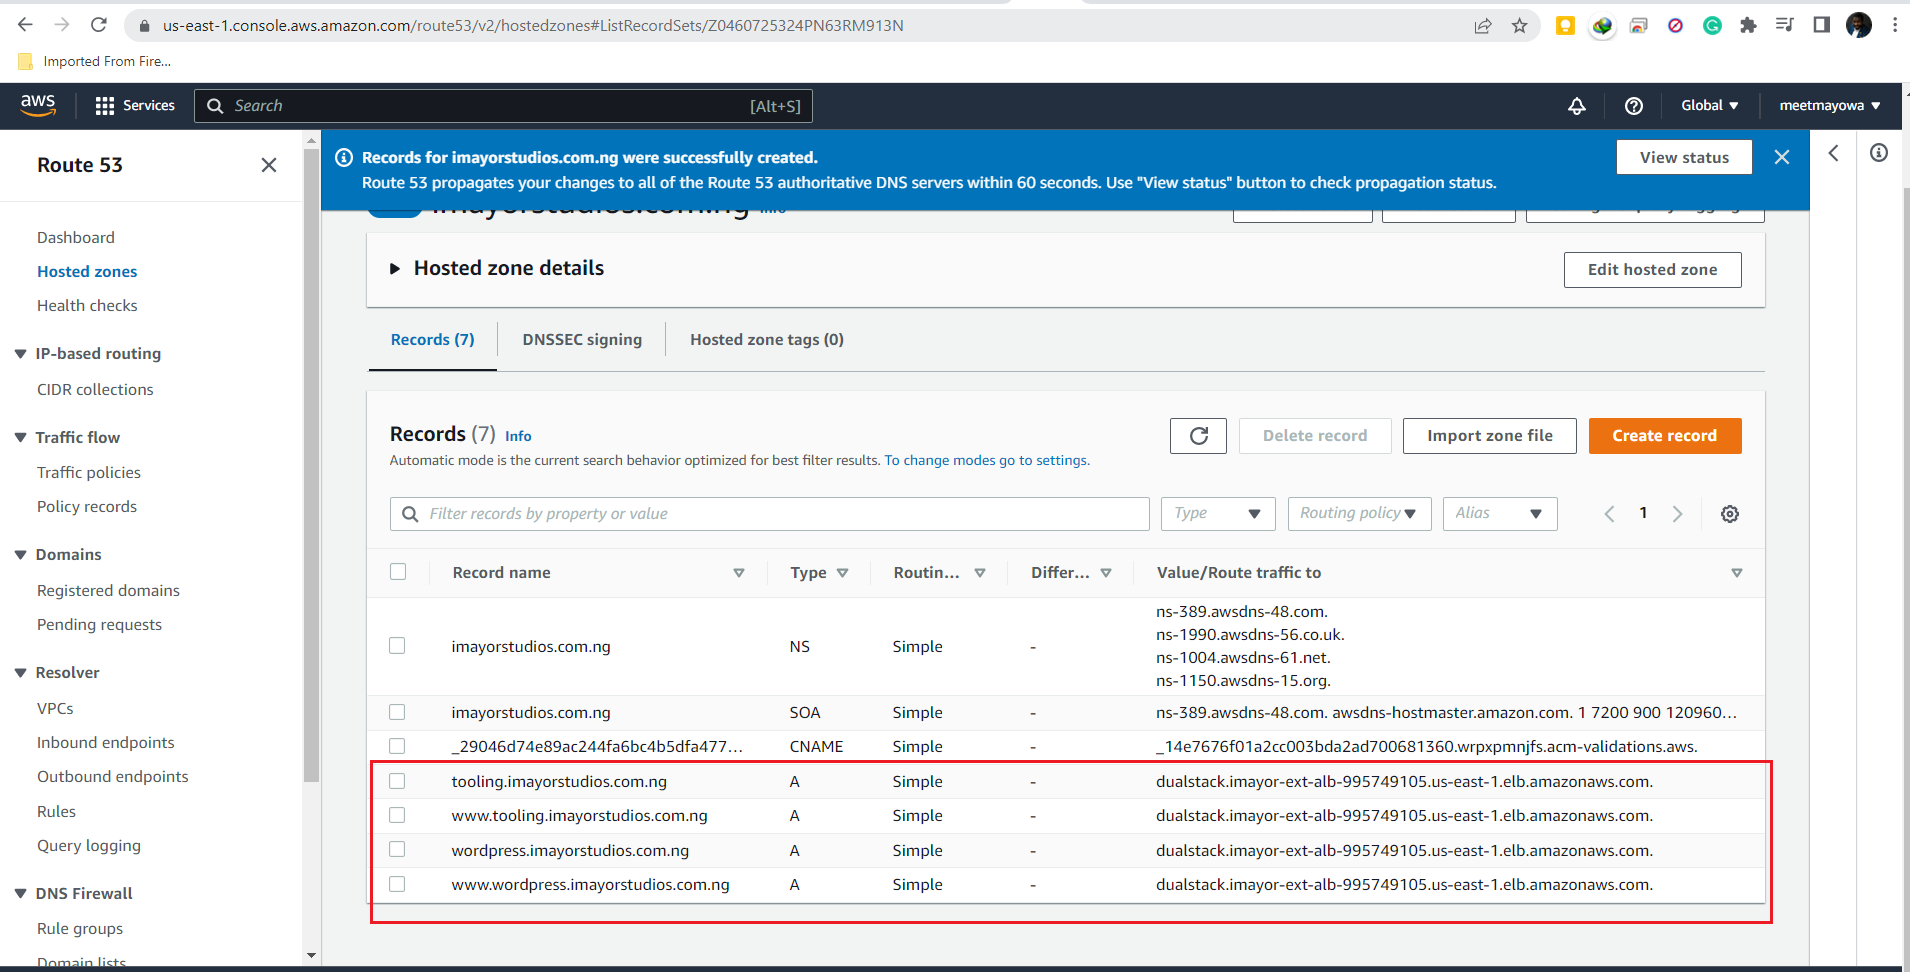 us-east-1.console.aws.amazon.com/route53/v2/hostedzones#ListRecordSets/Z0460725324PN63RM913N
Imported From Fire...
aws
Services
Search
[Alt+S]
Global
meetmayowa
Route 53
Records for imayorstudios.com.ng were successfully created.
Route 53 propagates your changes to all of the Route 53 authoritative DNS servers within 60 seconds. Use "View status" button to check propagation status.
View status
imayorstudios.com.ng Info
Dashboard
Hosted zones
Health checks
IP-based routing
CIDR collections
Traffic flow
Traffic policies
Policy records
Domains
Registered domains
Pending requests
Resolver
VPCs
Inbound endpoints
Outbound endpoints
Rules
Query logging
DNS Firewall
Rule groups
Domain lists
Hosted zone details
Edit hosted zone
Records (7)
DNSSEC signing
Hosted zone tags (0)
Records (7) Info
Automatic mode is the current search behavior optimized for best filter results. To change modes go to settings.
Delete record
Import zone file
Create record
Filter records by property or value
Type
Routing policy
Alias
1
Record name Type Routin... Differ... Value/Route traffic to
imayorstudios.com.ng NS Simple - ns-389.awsdns-48.com.
ns-1990.awsdns-56.co.uk.
ns-1004.awsdns-61.net.
ns-1150.awsdns-15.org.
imayorstudios.com.ng SOA Simple - ns-389.awsdns-48.com. awsdns-hostmaster.amazon.com. 1 7200 900 120960...
_29046d74e89ac244fa6bc4b5dfa477... CNAME Simple - _14e7676f01a2cc003bda2ad700681360.wrpxpmnjfs.acm-validations.aws.
tooling.imayorstudios.com.ng A Simple - dualstack.imayor-ext-alb-995749105.us-east-1.elb.amazonaws.com.
www.tooling.imayorstudios.com.ng A Simple - dualstack.imayor-ext-alb-995749105.us-east-1.elb.amazonaws.com.
wordpress.imayorstudios.com.ng A Simple - dualstack.imayor-ext-alb-995749105.us-east-1.elb.amazonaws.com.
www.wordpress.imayorstudios.com.ng A Simple - dualstack.imayor-ext-alb-995749105.us-east-1.elb.amazonaws.com.